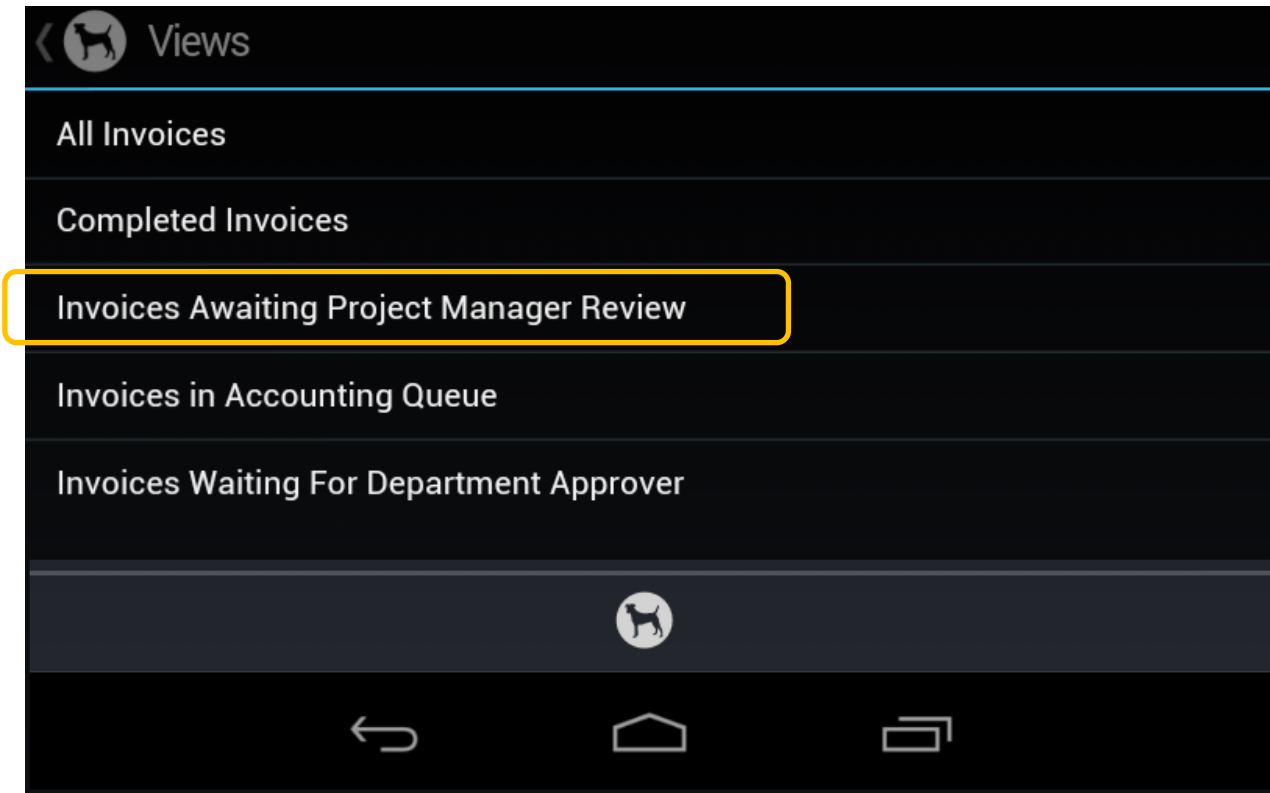 Views
All Invoices
Completed Invoices
Invoices Awaiting Project Manager Review
Invoices in Accounting Queue
Invoices Waiting For Department Approver